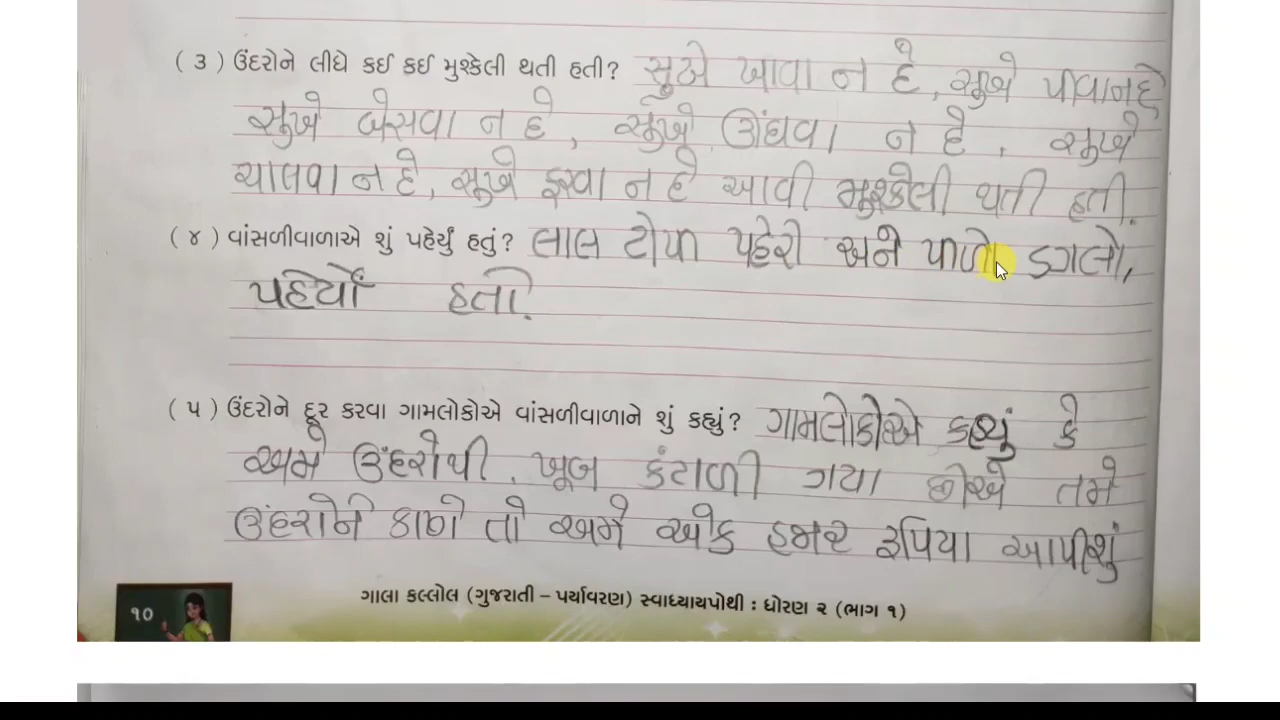 ( ૩ ) ઉંદરોને લીધે કઈ કઈ મુશ્કેલી થતી હતી? સુખે ખાવા ન દે, સુખે પીવા ન દે
સુખે બેસવા ન દે, સુખે ઊંઘવા ન દે, સુખે
ચાલવા ન દે, સુખે ફરવા ન દે આવી મુશ્કેલી થતી હતી.
( ૪ ) વાંસળીવાળાએ શું પહેર્યું હતું? લાલ ટોપી પહેરી અને પીળો ડગલો,
પહેર્યો હતો.
( ૫ ) ઉંદરોને દૂર કરવા ગામલોકોએ વાંસળીવાળાને શું કહ્યું? ગામલોકોએ કહ્યું કે
અમે ઉંદરોથી ખૂબ કંટાળી ગયા છીએ તમે
ઉંદરોને કાઢો તો અમે એક હજાર રૂપિયા આપીશું
૧૦
ગાલા કલ્લોલ (ગુજરાતી – પર્યાવરણ) સ્વાધ્યાયપોથી : ધોરણ ૨ (ભાગ ૧)